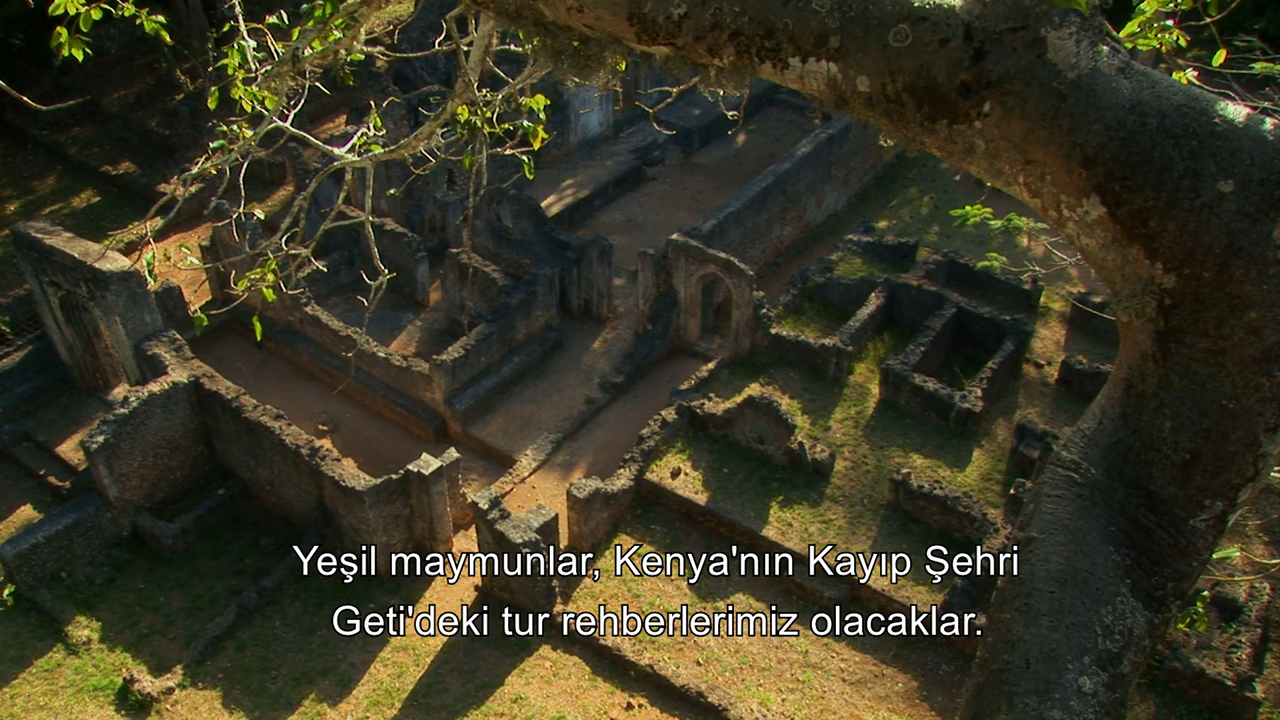 Yeşil maymunlar, Kenya'nın Kayıp Şehri
Geti'deki tur rehberlerimiz olacaklar.